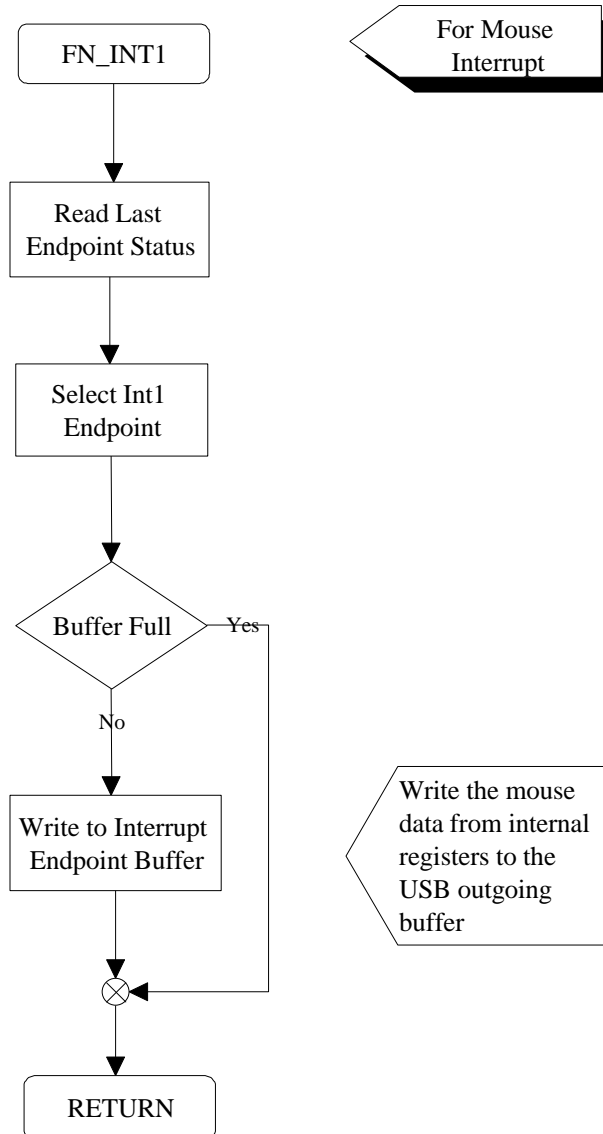 FN_INT1
For Mouse
Interrupt
Read Last
Endpoint Status
Select Int1
Endpoint
Buffer Full
Yes
No
Write to Interrupt
Endpoint Buffer
Write the mouse
data from internal
registers to the
USB outgoing
buffer
RETURN